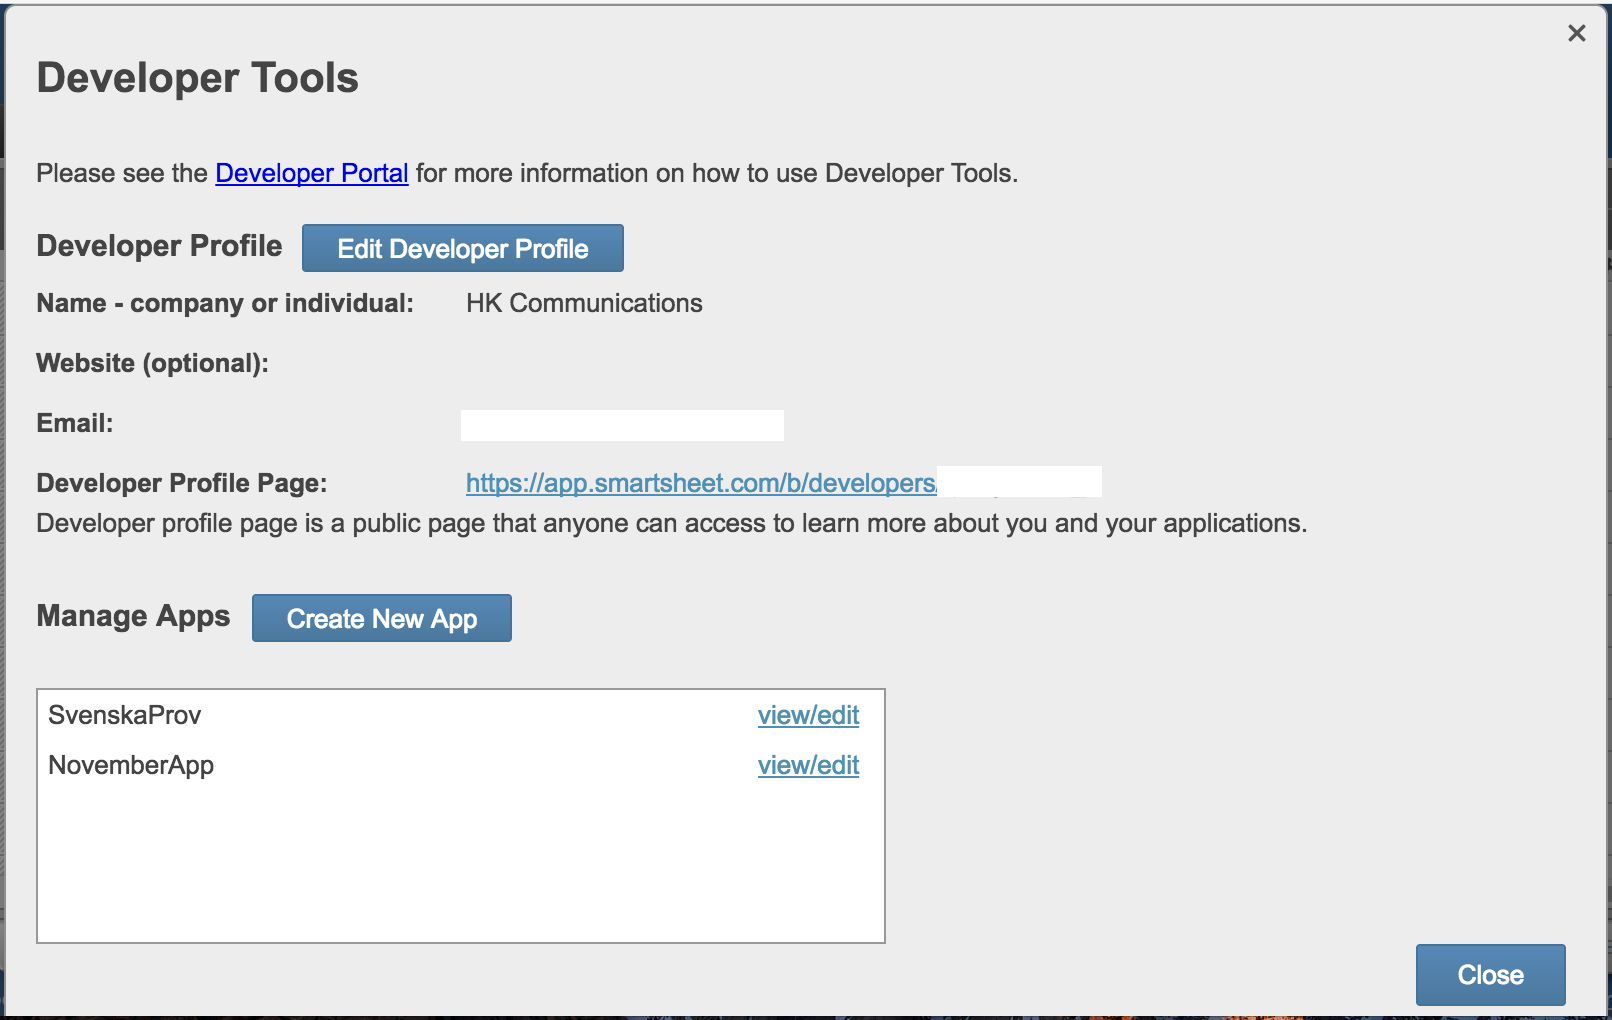 Developer Tools
Please see the Developer Portal for more information on how to use Developer Tools.
Developer Profile Edit Developer Profile
Name - company or individual: HK Communications
Website (optional):
Email:
Developer Profile Page: https://app.smartsheet.com/b/developers/
Developer profile page is a public page that anyone can access to learn more about you and your applications.
Manage Apps Create New App
SvenskaProv view/edit
NovemberApp view/edit
Close